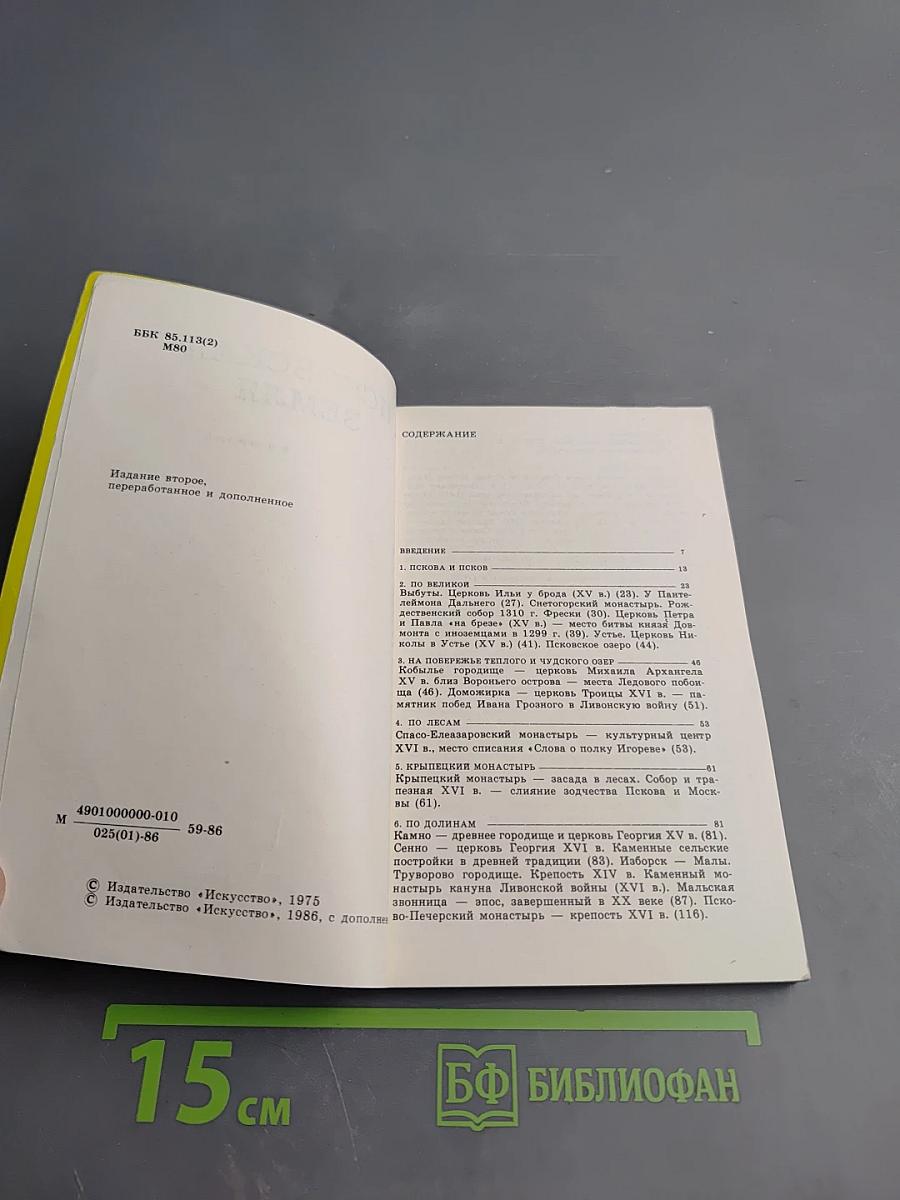 ББК 85.113(2)
М80
Издание второе,
переработанное и дополненное
М 4901000000-010
025(01)-86 59-86
© Издательство «Искусство», 1975
© Издательство «Искусство», 1986, с дополне
СОДЕРЖАНИЕ
ВВЕДЕНИЕ 7
1. ПСКОВА И ПСКОВ 13
2. ПО ВЕЛИКОЙ 23
Выбуты. Церковь Ильи у брода (XV в.) (23). У Панте-
леймона Дальнего (27). Снетогорский монастырь. Рож-
дественский собор 1310 г. Фрески (30). Церковь Петра
и Павла «на брезе» (XV в.) — место битвы князя Дов-
монта с иноземцами в 1299 г. (39). Устье. Церковь Ни-
колы в Устье (XV в.) (41). Псковское озеро (44).
3. НА ПОБЕРЕЖЬЕ ТЕПЛОГО И ЧУДСКОГО ОЗЕР 46
Кобылье городище — церковь Михаила Архангела
XV в. близ Вороньего острова — места Ледового побои-
ща (46). Доможирка — церковь Троицы XVI в. — па-
мятник побед Ивана Грозного в Ливонскую войну (51).
4. ПО ЛЕСАМ 53
Спасо-Елеазаровский монастырь — культурный центр
XVI в., место списания «Слова о полку Игореве» (53).
5. КРЫПЕЦКИЙ МОНАСТЫРЬ 61
Крыпецкий монастырь — засада в лесах. Собор и тра-
пезная XVI в. — слияние зодчества Пскова и Моск-
вы (61).
6. ПО ДОЛИНАМ 81
Камно — древнее городище и церковь Георгия XV в. (81).
Сенно — церковь Георгия XVI в. Каменные сельские
постройки в древней традиции (83). Изборск — Малы.
Труворово городище. Крепость XIV в. Каменный мо-
настырь кануна Ливонской войны (XVI в.). Мальская
звонница — эпос, завершенный в XX веке (87). Пско-
во-Печерский монастырь — крепость XVI в. (116).
15 см
БФ БИБЛИОФАН